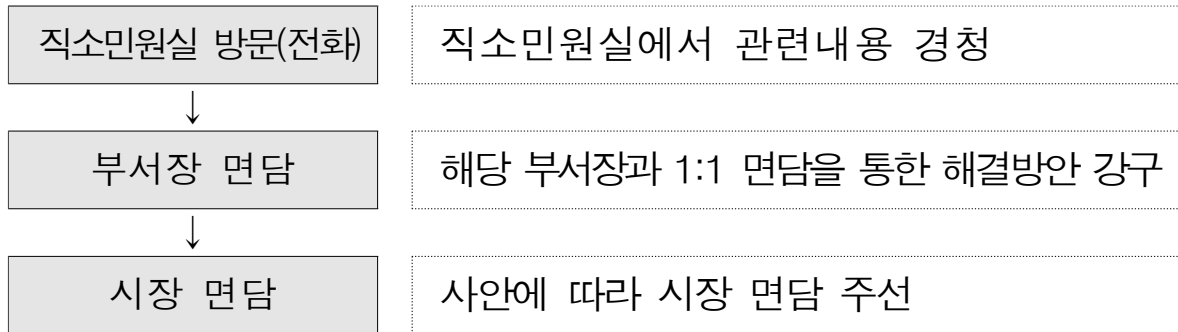 직소민원실 방문(전화)
직소민원실에서 관련내용 경청
↓
부서장 면담
해당 부서장과 1:1 면담을 통한 해결방안 강구
↓
시장 면담
사안에 따라 시장 면담 주선